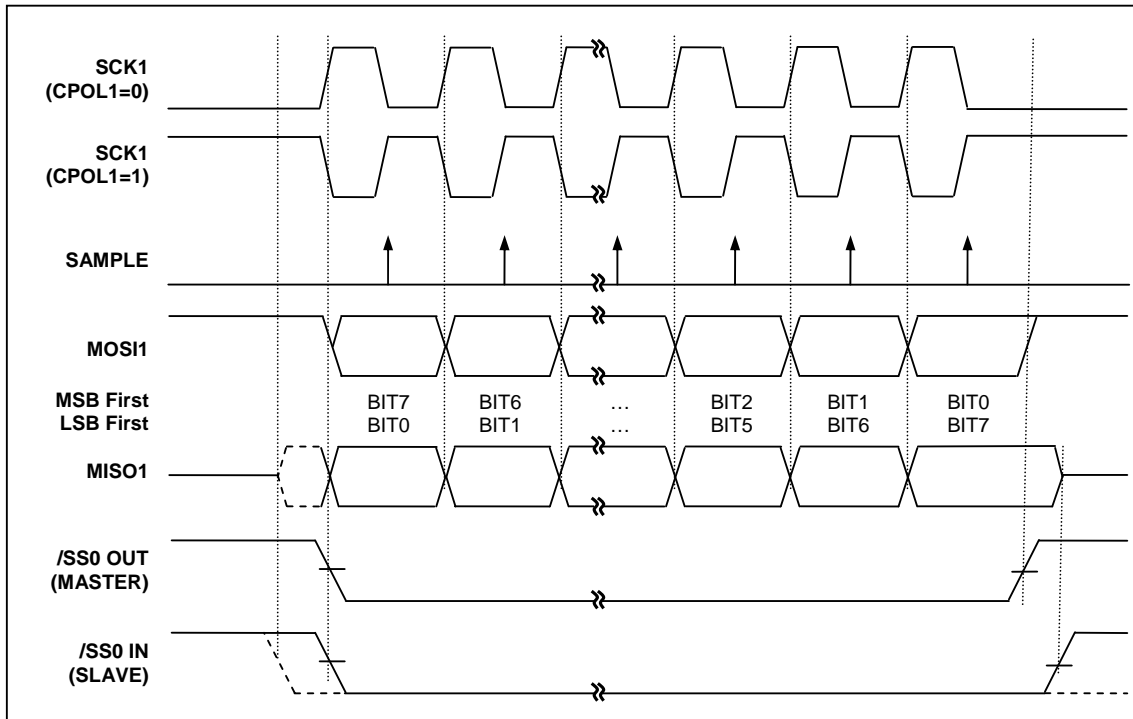 SCK1
(CPOL1=0)
SCK1
(CPOL1=1)
SAMPLE
MOSI1
MSB First BIT7 BIT6 ... BIT2 BIT1 BIT0
LSB First BIT0 BIT1 ... BIT5 BIT6 BIT7
MISO1
/SS0 OUT
(MASTER)
/SS0 IN
(SLAVE)